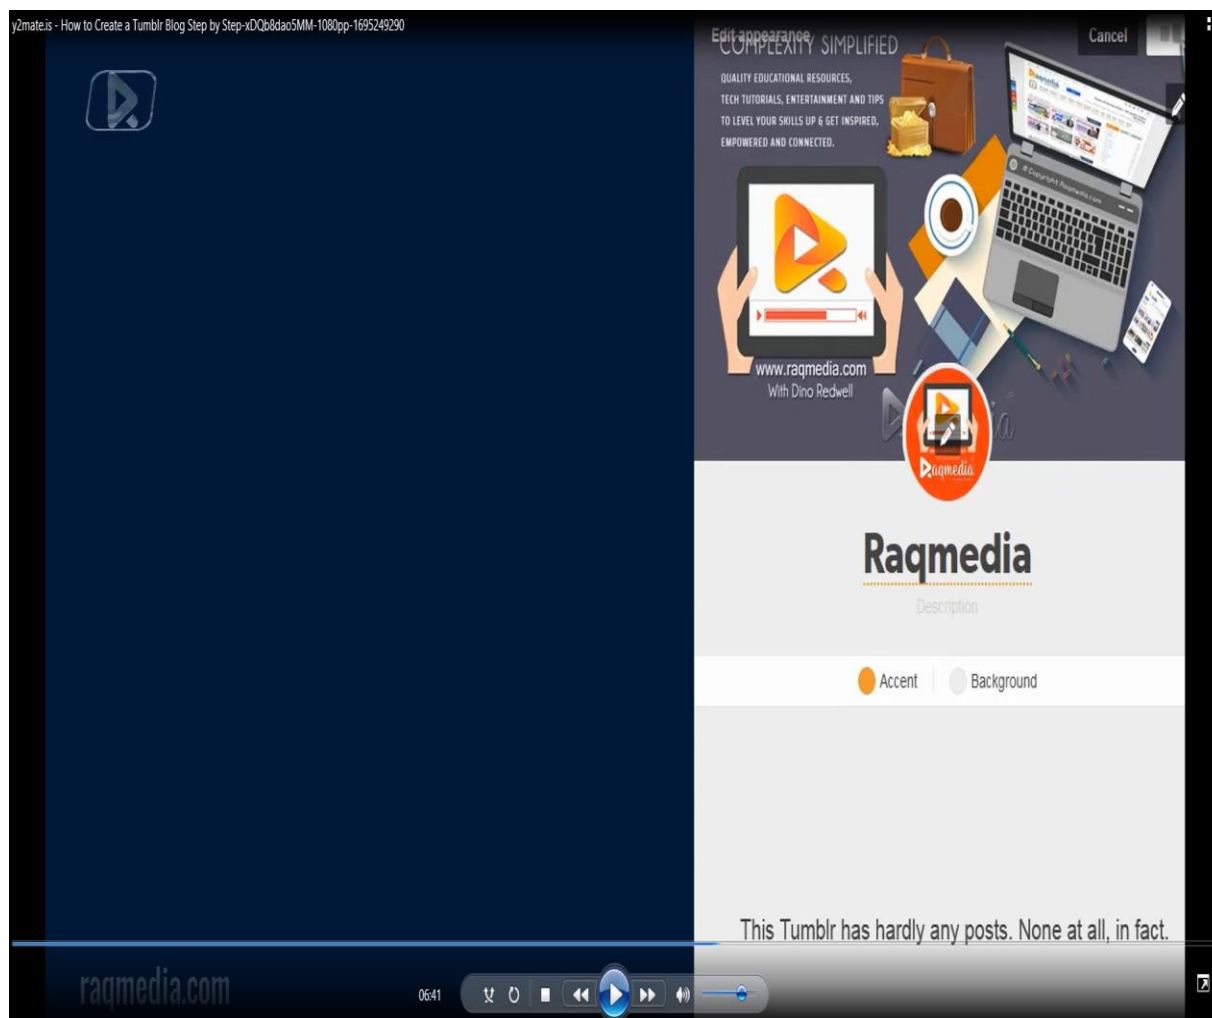 y2mate.is - How to Create a Tumblr Blog Step by Step-xDQb8dao5MM-1080pp-1695249290
Edit appearance
Cancel
COMPLEXITY SIMPLIFIED
QUALITY EDUCATIONAL RESOURCES,
TECH TUTORIALS, ENTERTAINMENT AND TIPS
TO LEVEL YOUR SKILLS UP & GET INSPIRED,
EMPOWERED AND CONNECTED.
© Copyright Raqmedia.com
www.raqmedia.com
With Dino Redwell
Raqmedia
Description
Accent
Background
This Tumblr has hardly any posts. None at all, in fact.
raqmedia.com
06:41